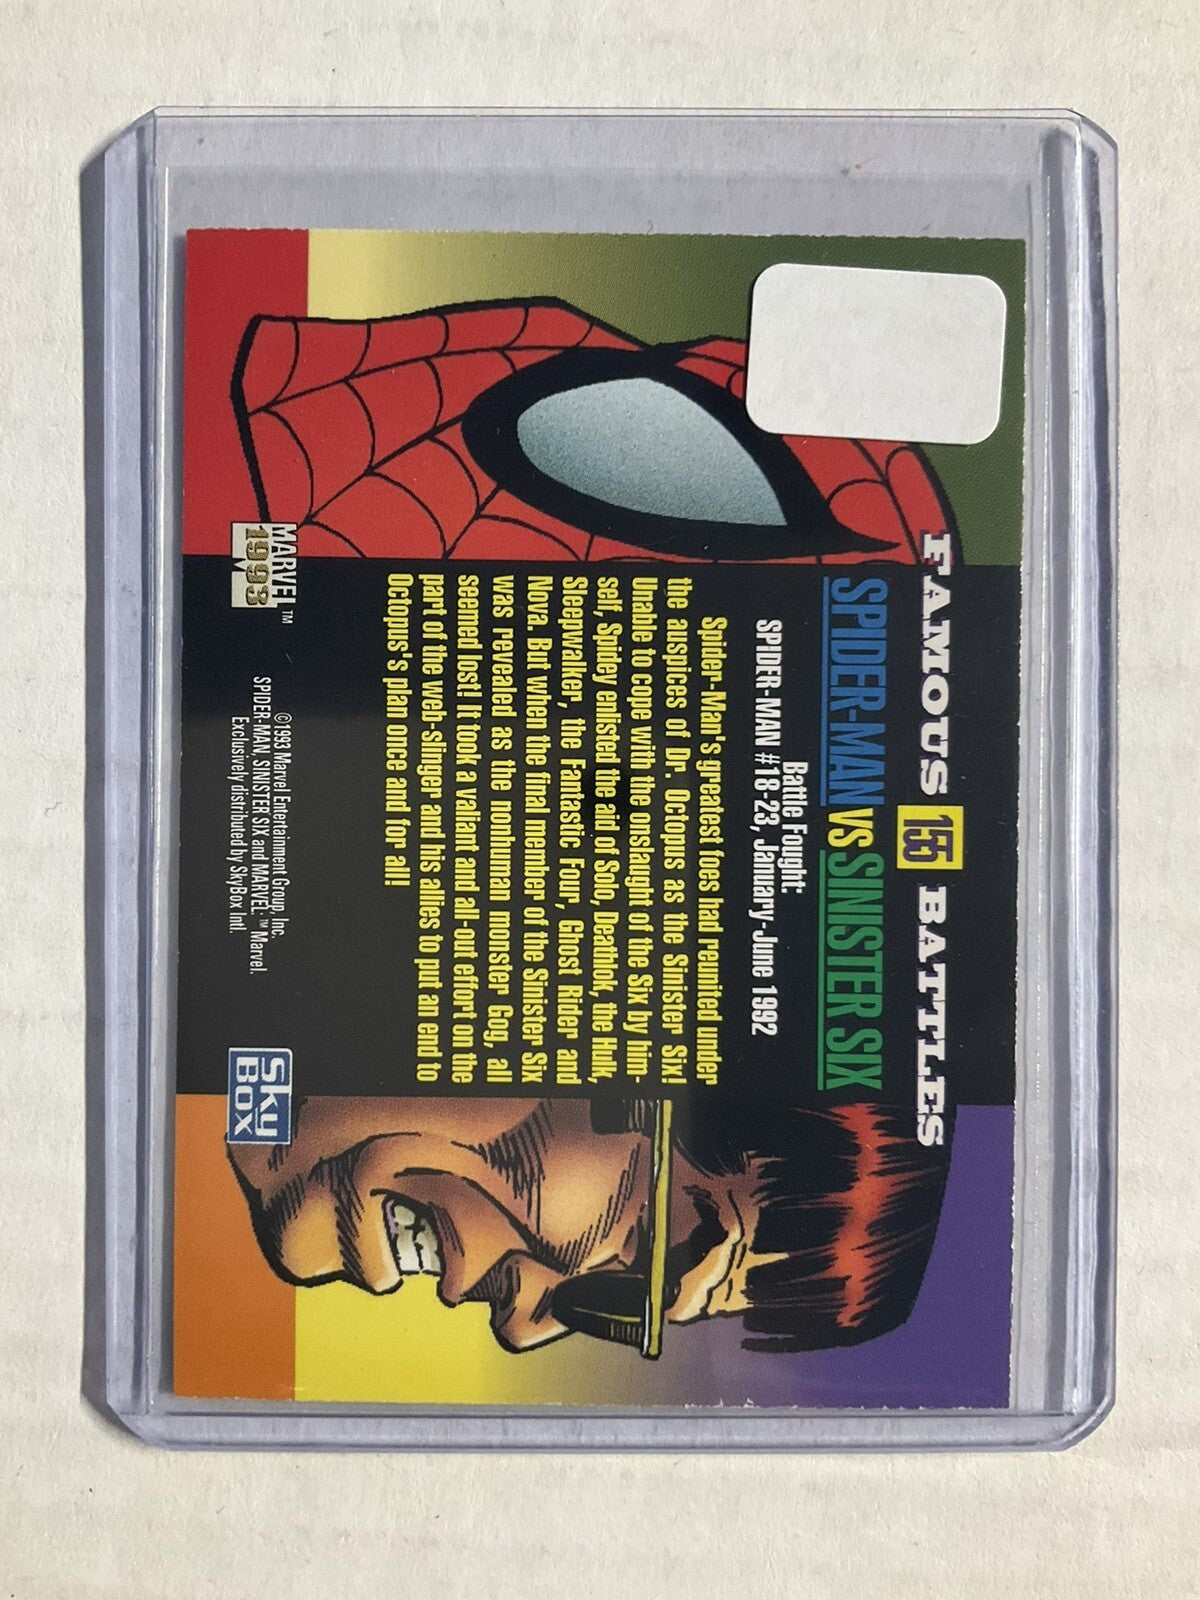 FAMOUS 155 BATTLES
SPIDER-MAN VS SINISTER SIX
Battle Fought:
SPIDER-MAN #18-23, January-June 1992
Spider-Man's greatest foes had reunited under
the auspices of Dr. Octopus as the Sinister Six!
Unable to cope with the onslaught of the Six by him-
self, Spidey enlisted the aid of Solo, Deathlok, the Hulk,
Sleepwalker, the Fantastic Four, Ghost Rider and
Nova. But when the final member of the Sinister Six
was revealed as the nonhuman monster Gog, all
seemed lost! It took a valiant and all-out effort on the
part of the web-slinger and his allies to put an end to
Octopus's plan once and for all!
MARVEL™
1993
©1993 Marvel Entertainment Group, Inc.
SPIDER-MAN, SINISTER SIX and MARVEL: ™ Marvel.
Exclusively distributed by SkyBox Intl.
Sky
Box